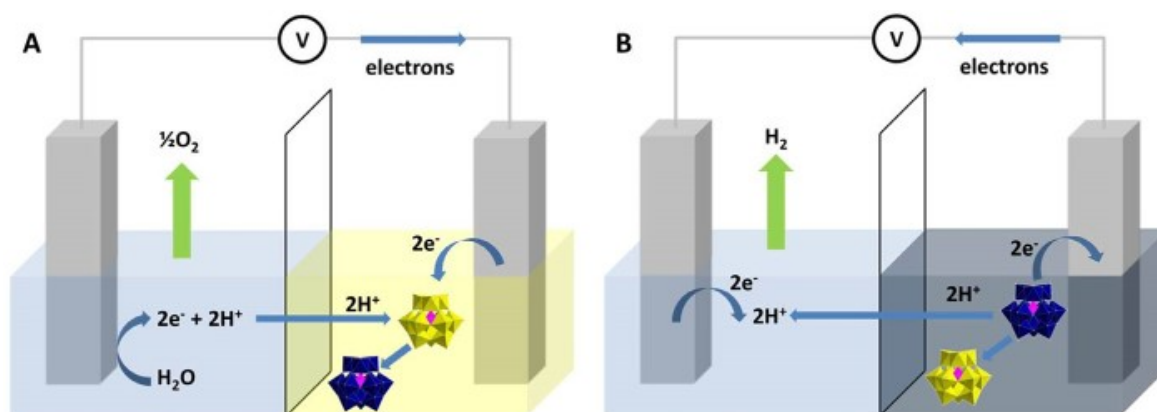 A
V
electrons
½O₂
2e⁻
2H⁺
2e⁻ + 2H⁺
H₂O
B
V
electrons
H₂
2e⁻
2e⁻
2H⁺
2H⁺